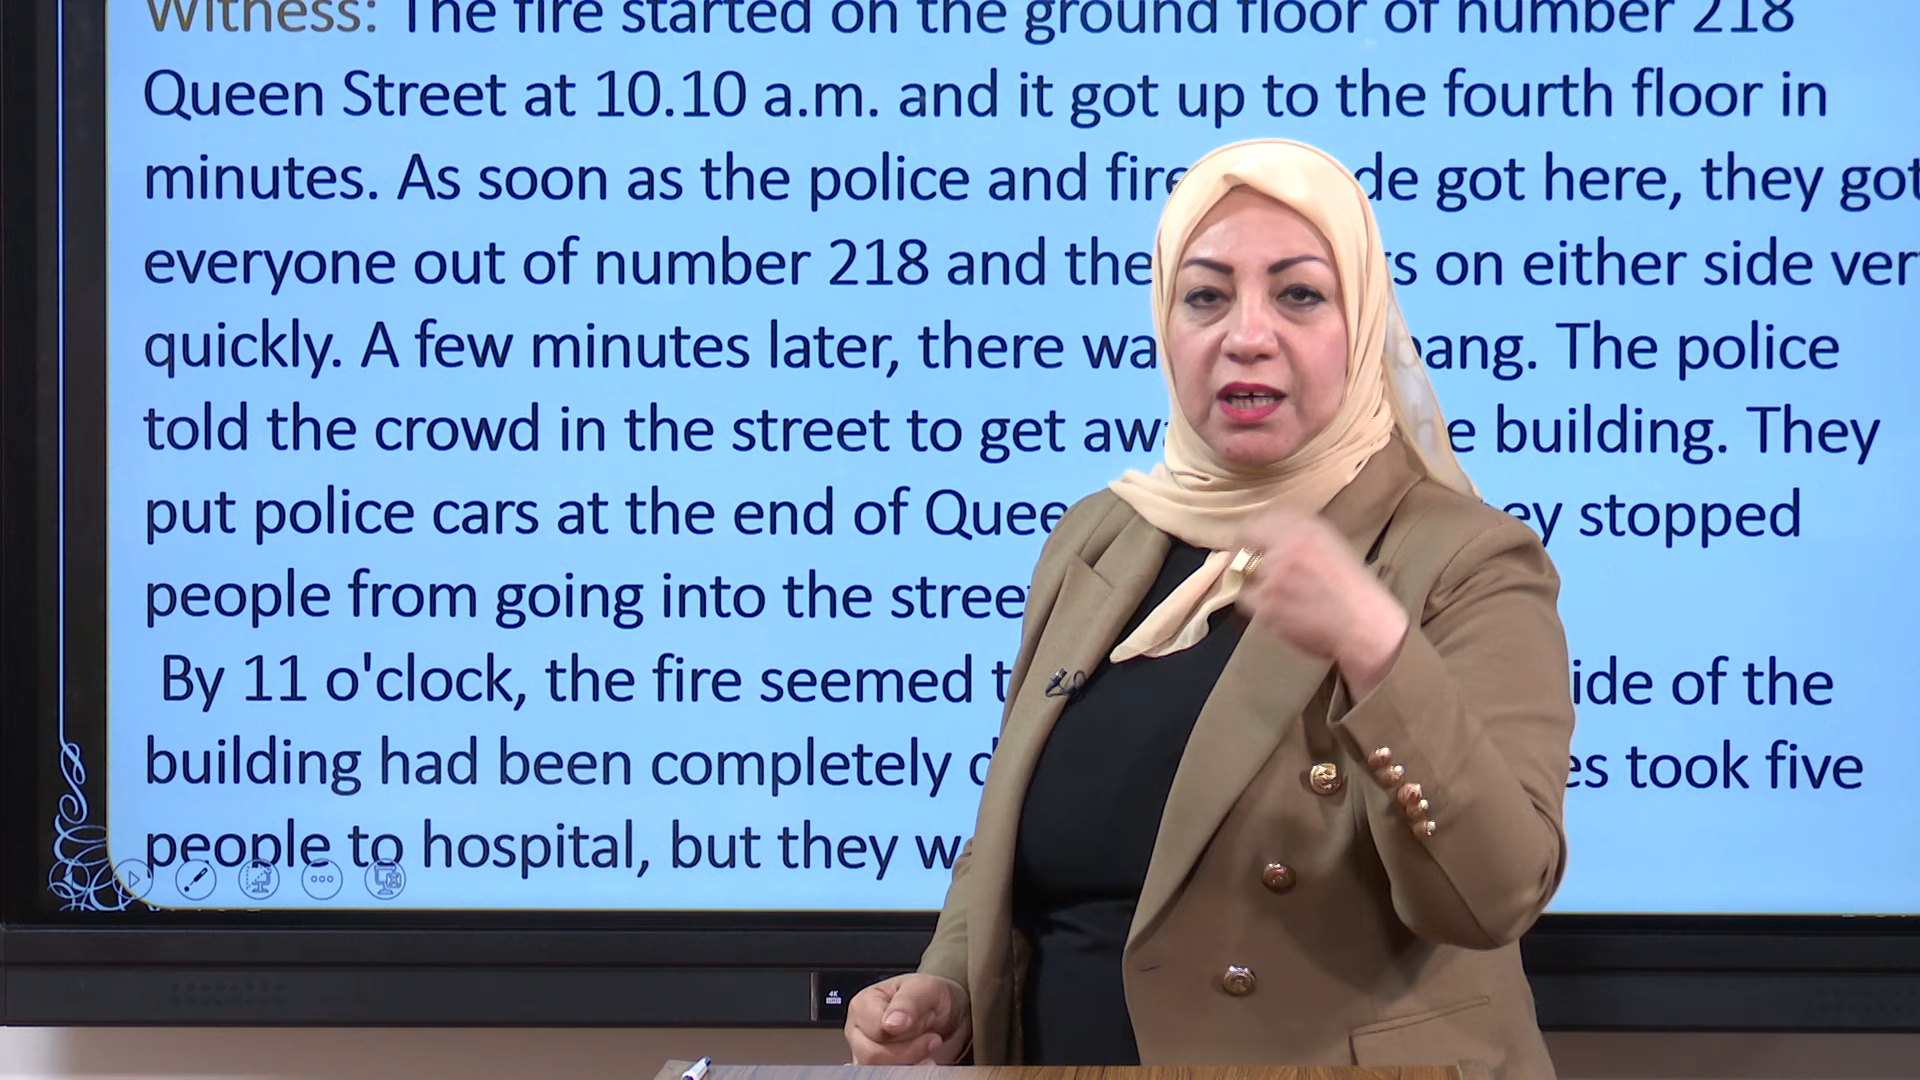 Witness: The fire started on the ground floor of number 218
Queen Street at 10.10 a.m. and it got up to the fourth floor in
minutes. As soon as the police and fire de got here, they got
everyone out of number 218 and the s on either side very
quickly. A few minutes later, there wa bang. The police
told the crowd in the street to get awa e building. They
put police cars at the end of Quee ey stopped
people from going into the street
By 11 o'clock, the fire seemed t ide of the
building had been completely d es took five
people to hospital, but they w
4K